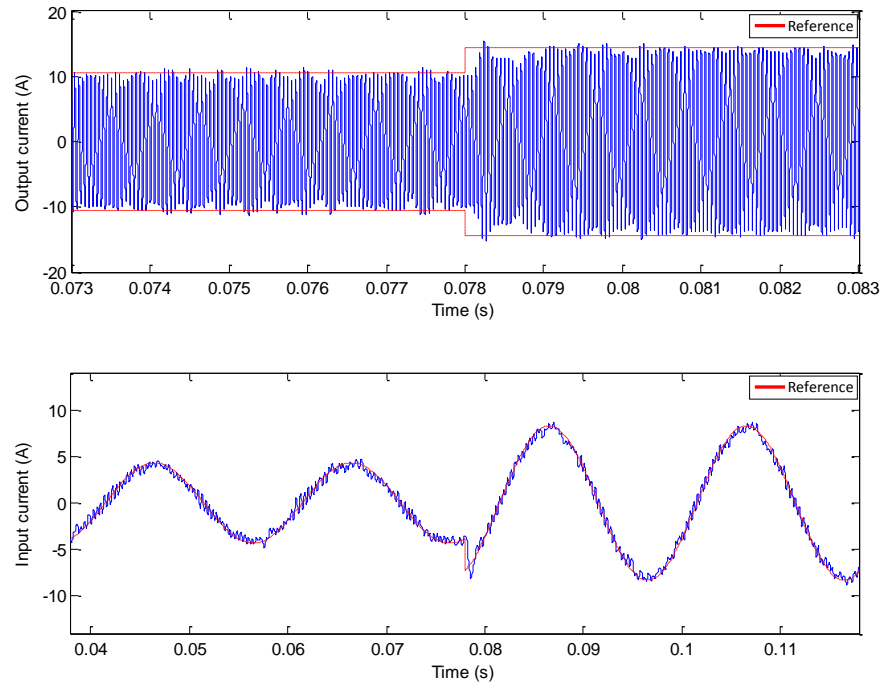 20
10
0
-10
-20
Output current (A)
Reference
0.073 0.074 0.075 0.076 0.077 0.078 0.079 0.08 0.081 0.082 0.083
Time (s)
10
5
0
-5
-10
Input current (A)
Reference
0.04 0.05 0.06 0.07 0.08 0.09 0.1 0.11
Time (s)